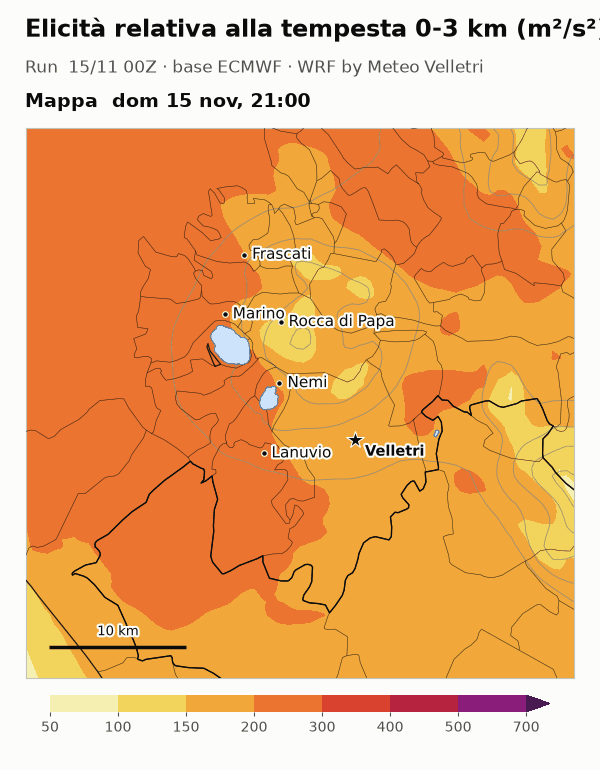 Elicità relativa alla tempesta 0-3 km (m²/s²)
Run 15/11 00Z · base ECMWF · WRF by Meteo Velletri
Mappa dom 15 nov, 21:00
Frascati
Marino
Rocca di Papa
Nemi
Velletri
Lanuvio
10 km
50 100 150 200 300 400 500 700